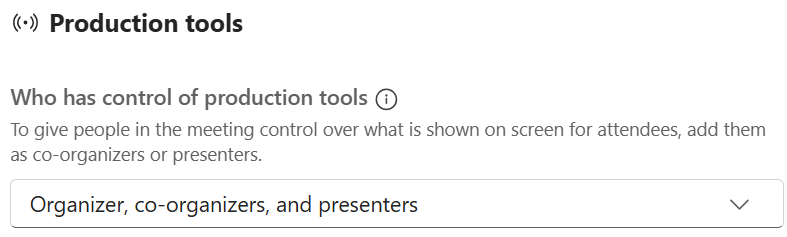 Production tools
Who has control of production tools
To give people in the meeting control over what is shown on screen for attendees, add them
as co-organizers or presenters.
Organizer, co-organizers, and presenters